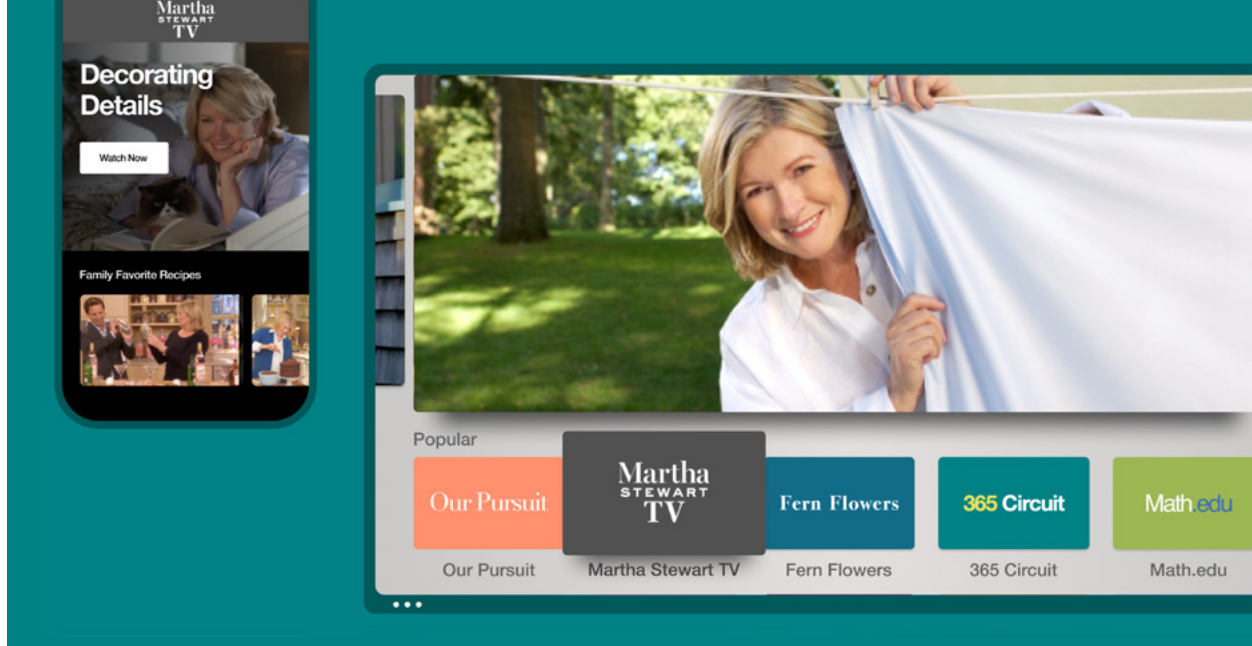 Martha
STEWART
TV
Decorating
Details
Watch Now
Family Favorite Recipes
Popular
Our Pursuit
Martha
STEWART
TV
Fern Flowers
365 Circuit
Math.edu
Our Pursuit
Martha Stewart TV
Fern Flowers
365 Circuit
Math.edu